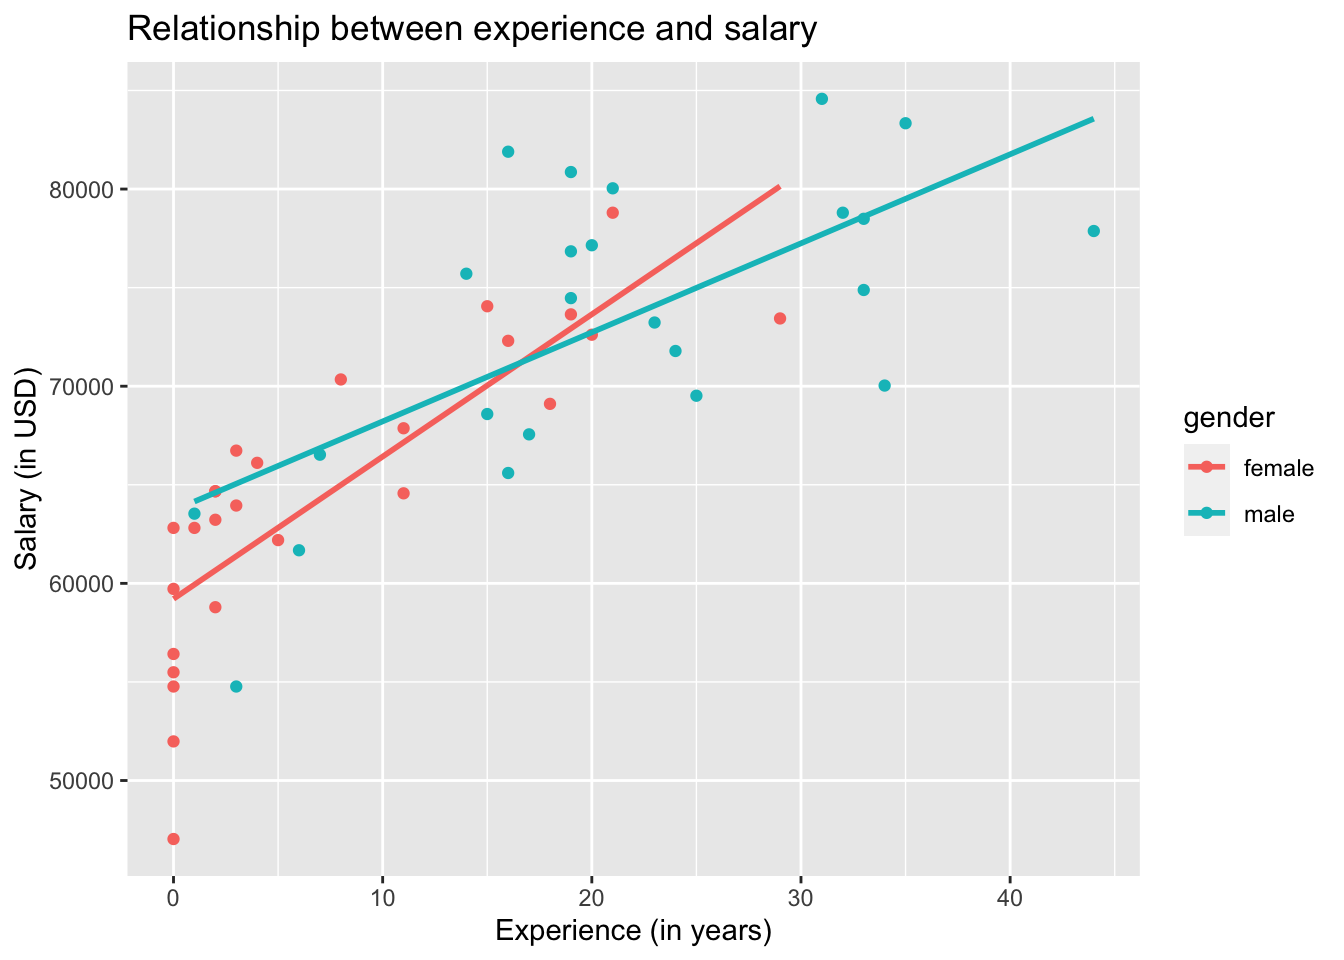 Relationship between experience and salary
Salary (in USD)
80000
70000
60000
50000
0 10 20 30 40
Experience (in years)
gender
female
male